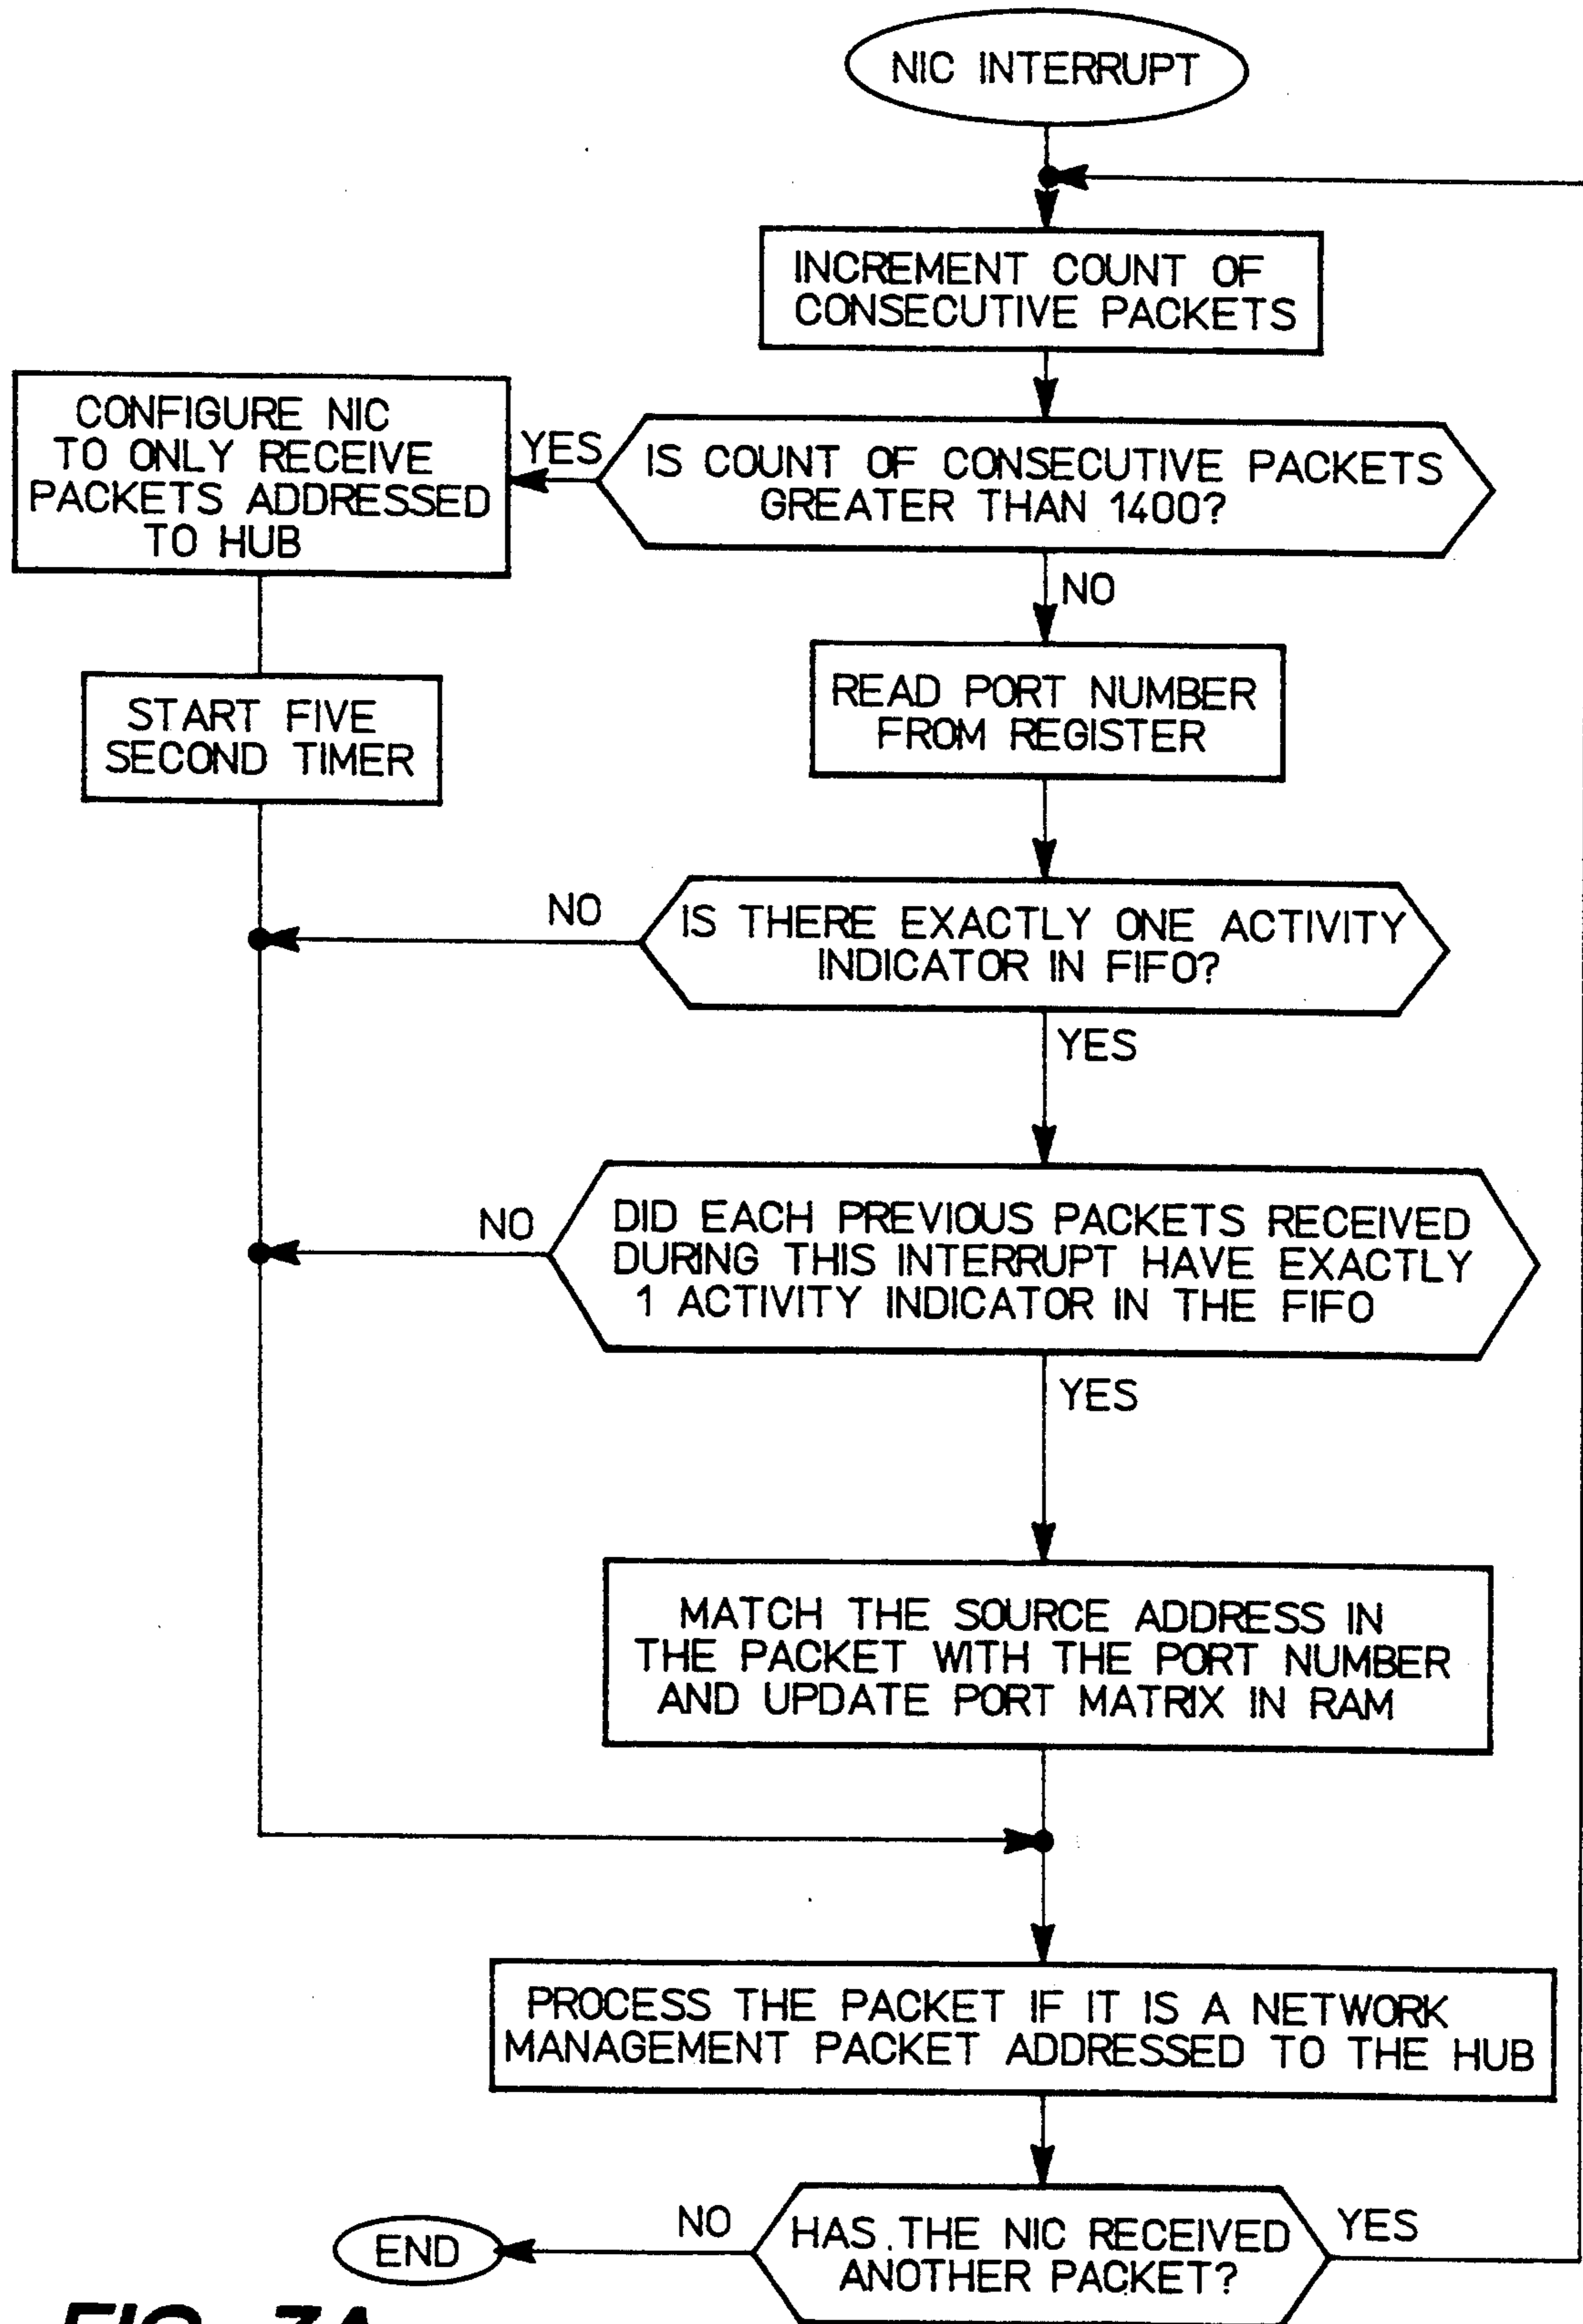 NIC INTERRUPT
INCREMENT COUNT OF
CONSECUTIVE PACKETS
CONFIGURE NIC
TO ONLY RECEIVE
PACKETS ADDRESSED
TO HUB
YES
IS COUNT OF CONSECUTIVE PACKETS
GREATER THAN 1400?
NO
START FIVE
SECOND TIMER
READ PORT NUMBER
FROM REGISTER
NO
IS THERE EXACTLY ONE ACTIVITY
INDICATOR IN FIFO?
YES
NO
DID EACH PREVIOUS PACKETS RECEIVED
DURING THIS INTERRUPT HAVE EXACTLY
1 ACTIVITY INDICATOR IN THE FIFO
YES
MATCH THE SOURCE ADDRESS IN
THE PACKET WITH THE PORT NUMBER
AND UPDATE PORT MATRIX IN RAM
PROCESS THE PACKET IF IT IS A NETWORK
MANAGEMENT PACKET ADDRESSED TO THE HUB
END
NO
HAS THE NIC RECEIVED
ANOTHER PACKET?
YES